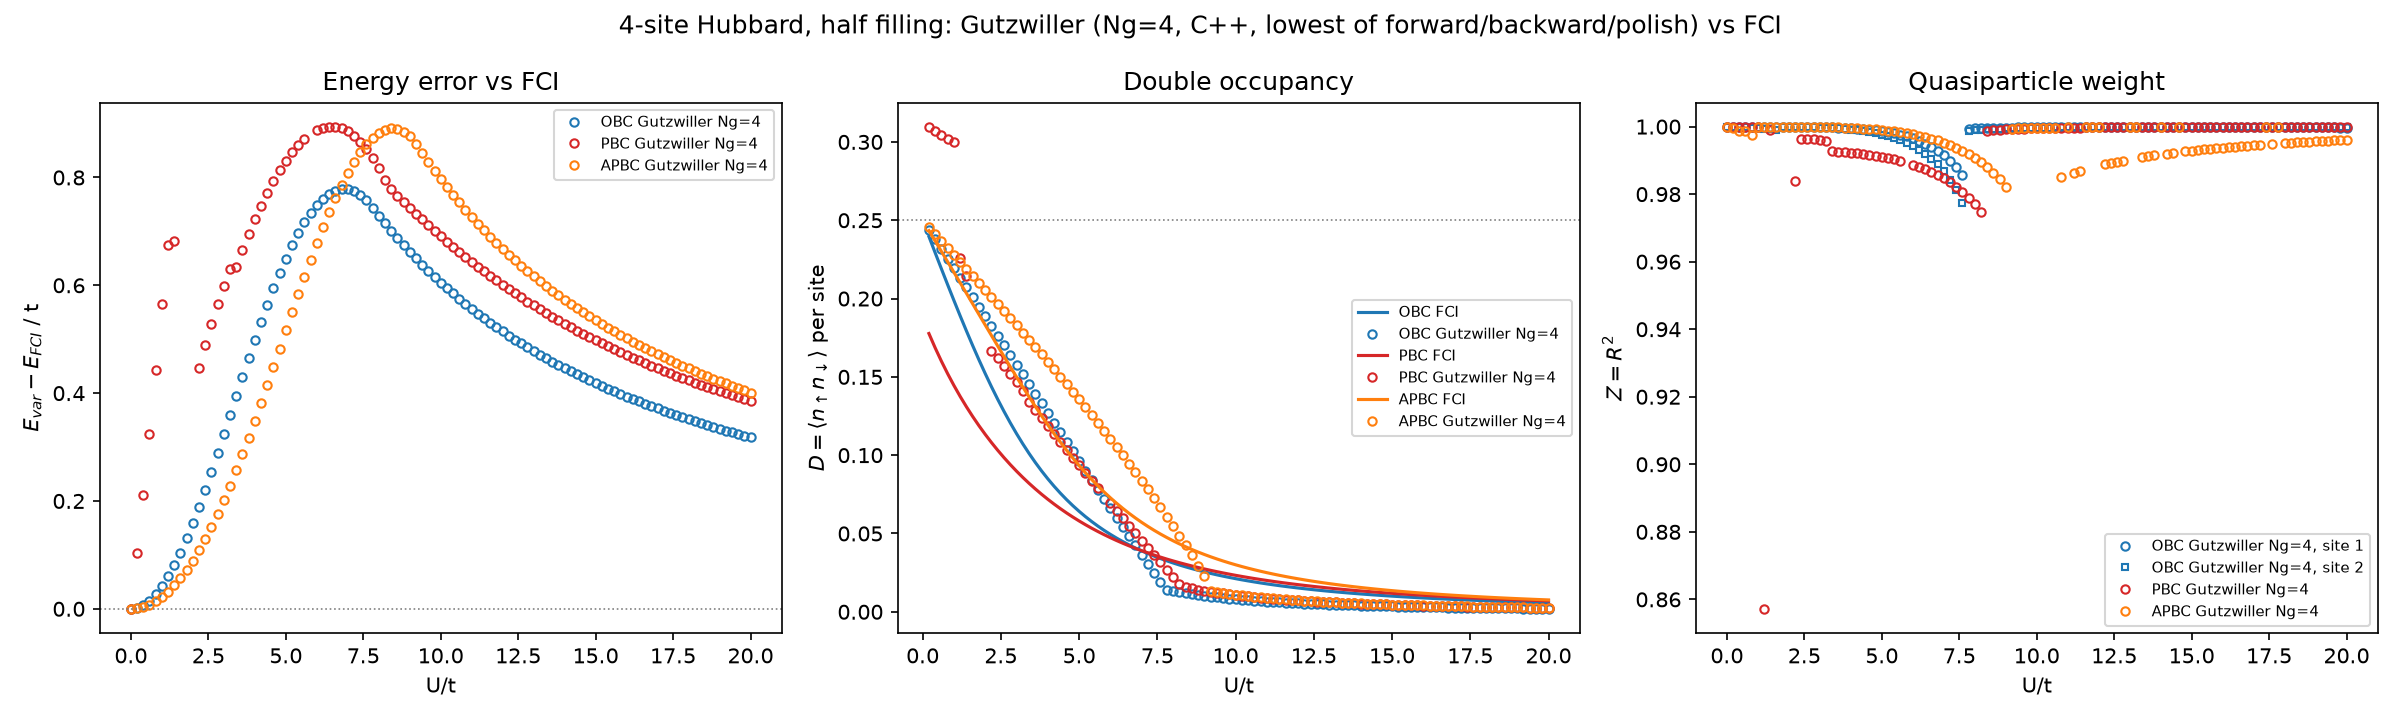 4-site Hubbard, half filling: Gutzwiller (Ng=4, C++, lowest of forward/backward/polish) vs FCI
Energy error vs FCI
E_var − E_FCI / t
0.8
0.6
0.4
0.2
0.0
OBC Gutzwiller Ng=4
PBC Gutzwiller Ng=4
APBC Gutzwiller Ng=4
0.0 2.5 5.0 7.5 10.0 12.5 15.0 17.5 20.0
U/t
Double occupancy
D = ⟨n↑ n↓⟩ per site
0.30
0.25
0.20
0.15
0.10
0.05
0.00
OBC FCI
OBC Gutzwiller Ng=4
PBC FCI
PBC Gutzwiller Ng=4
APBC FCI
APBC Gutzwiller Ng=4
0.0 2.5 5.0 7.5 10.0 12.5 15.0 17.5 20.0
U/t
Quasiparticle weight
Z = R²
1.00
0.98
0.96
0.94
0.92
0.90
0.88
0.86
OBC Gutzwiller Ng=4, site 1
OBC Gutzwiller Ng=4, site 2
PBC Gutzwiller Ng=4
APBC Gutzwiller Ng=4
0.0 2.5 5.0 7.5 10.0 12.5 15.0 17.5 20.0
U/t